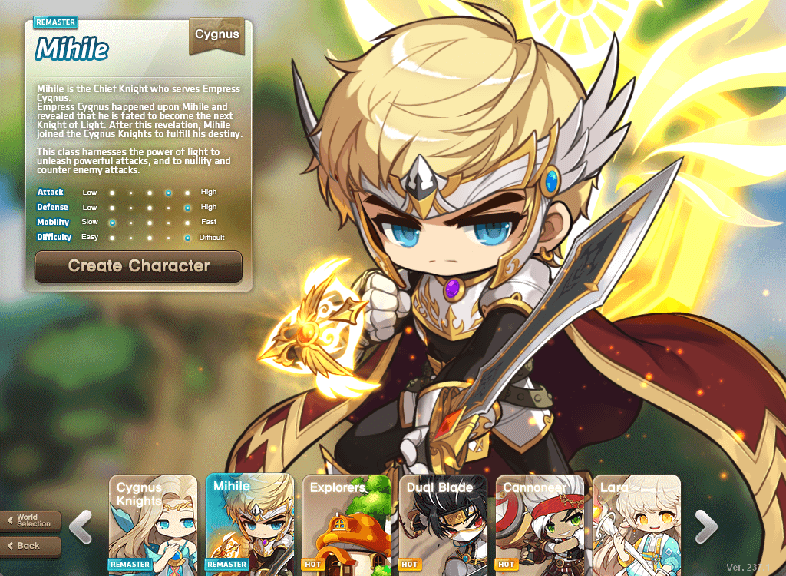 REMASTER
Mihile
Cygnus
Mihile is the Chief Knight who serves Empress
Cygnus.
Empress Cygnus happened upon Mihile and
revealed that he is fated to become the next
Knight of Light. After this revelation, Mihile
joined the Cygnus Knights to fulfill his destiny.
This class harnesses the power of light to
unleash powerful attacks, and to nullify and
counter enemy attacks.
Attack Low High
Defense Low High
Mobility Slow Fast
Difficulty Easy
Create Character
Cygnus
Knights
Mihile
Explorers
Dual Blade
Cannoneer
Lara
World
Selection
Back
REMASTER
REMASTER
HOT
HOT
HOT
Ver.